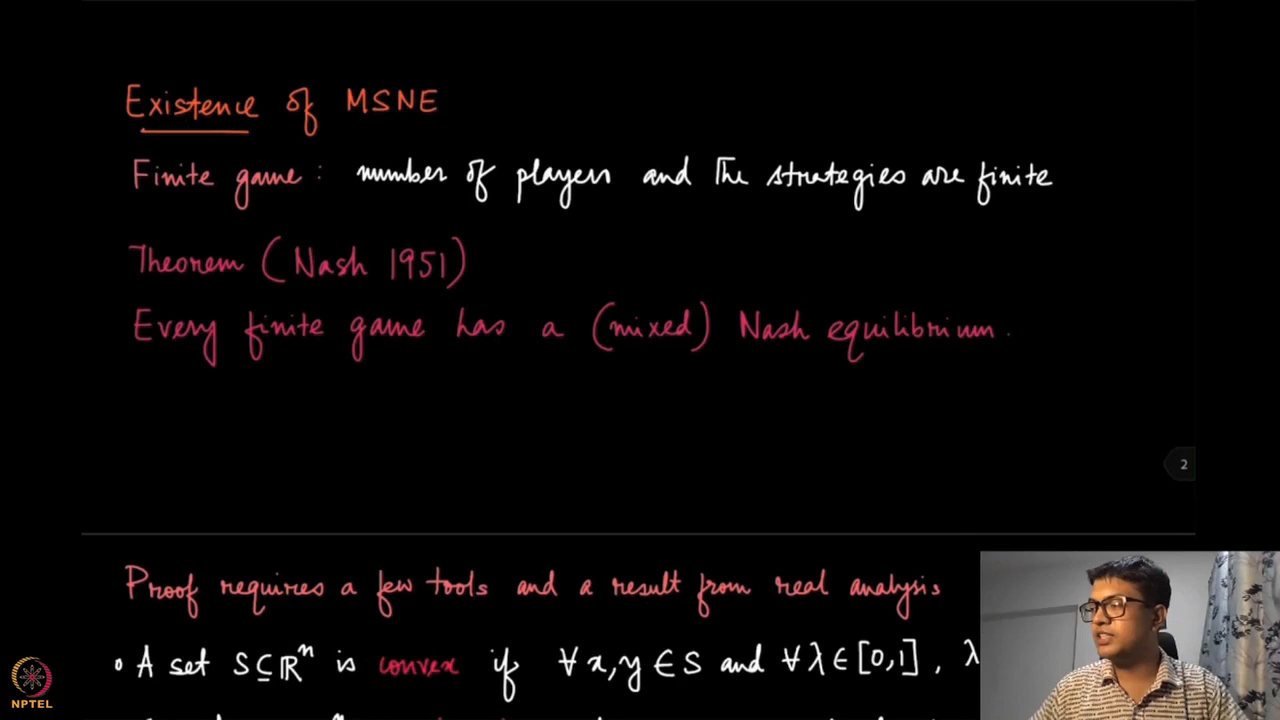 Existence of MSNE
Finite game : number of players and the strategies are finite
Theorem (Nash 1951)
Every finite game has a (mixed) Nash equilibrium.
2
Proof requires a few tools and a result from real analysis
• A set S ⊆ ℝⁿ is convex if ∀ x, y ∈ S and ∀ λ ∈ [0,1] , λ
NPTEL